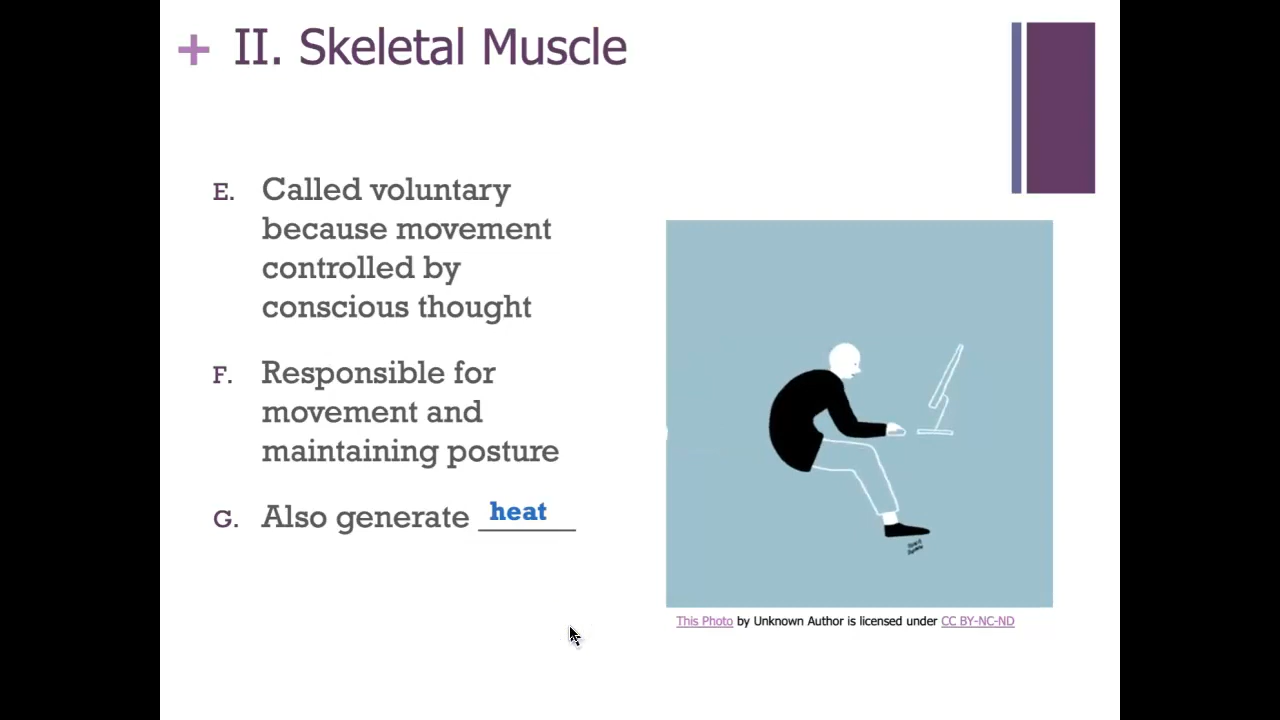 + II. Skeletal Muscle
E. Called voluntary
because movement
controlled by
conscious thought
F. Responsible for
movement and
maintaining posture
G. Also generate heat
This Photo by Unknown Author is licensed under CC BY-NC-ND